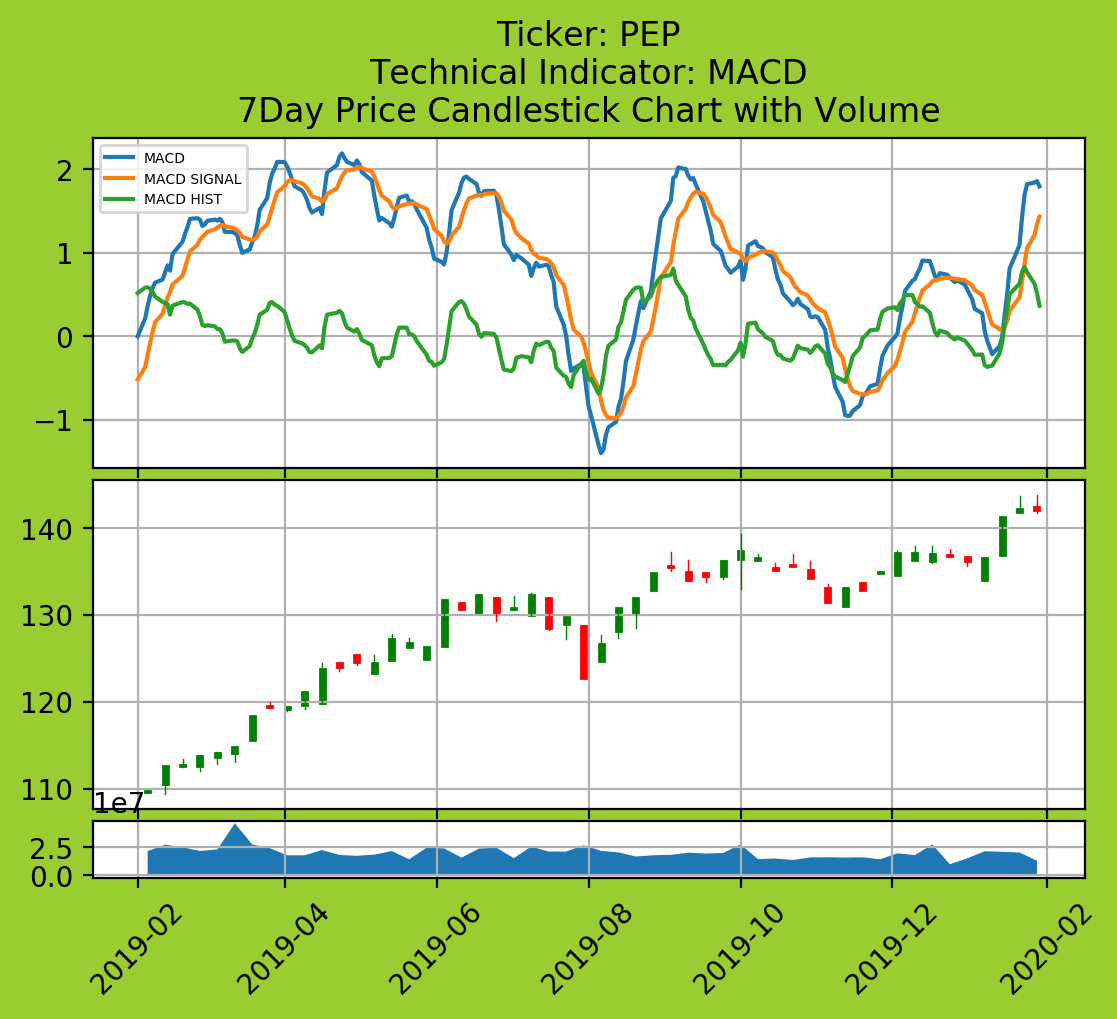 Ticker: PEP
Technical Indicator: MACD
7Day Price Candlestick Chart with Volume
MACD
MACD SIGNAL
MACD HIST
2
1
0
−1
140
130
120
110
1e7
2.5
0.0
2019-02
2019-04
2019-06
2019-08
2019-10
2019-12
2020-02